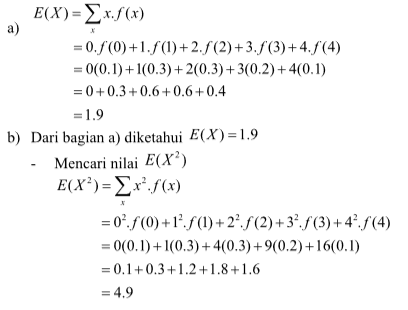 a) E(X) = ∑ₓ x.f(x)
= 0.f(0)+1.f(1)+2.f(2)+3.f(3)+4.f(4)
= 0(0.1)+1(0.3)+2(0.3)+3(0.2)+4(0.1)
= 0+0.3+0.6+0.6+0.4
= 1.9
b) Dari bagian a) diketahui E(X)=1.9
- Mencari nilai E(X²)
E(X²) = ∑ₓ x².f(x)
= 0².f(0)+1².f(1)+2².f(2)+3².f(3)+4².f(4)
= 0(0.1)+1(0.3)+4(0.3)+9(0.2)+16(0.1)
= 0.1+0.3+1.2+1.8+1.6
= 4.9